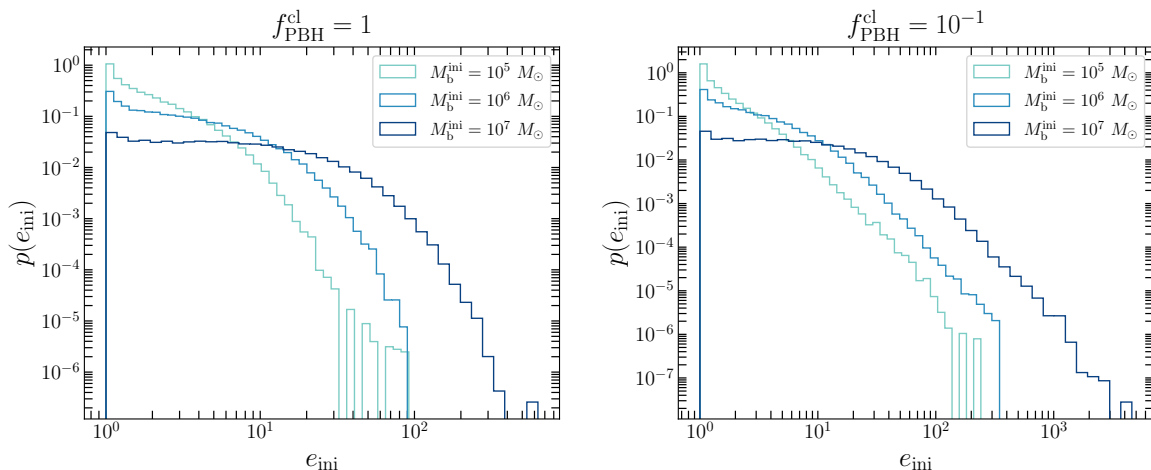 f_PBH^cl = 1
10^0
10^-1
10^-2
10^-3
10^-4
10^-5
10^-6
p(e_ini)
M_b^ini = 10^5 M_⊙
M_b^ini = 10^6 M_⊙
M_b^ini = 10^7 M_⊙
10^0 10^1 10^2
e_ini
f_PBH^cl = 10^-1
10^0
10^-1
10^-2
10^-3
10^-4
10^-5
10^-6
10^-7
p(e_ini)
M_b^ini = 10^5 M_⊙
M_b^ini = 10^6 M_⊙
M_b^ini = 10^7 M_⊙
10^0 10^1 10^2 10^3
e_ini